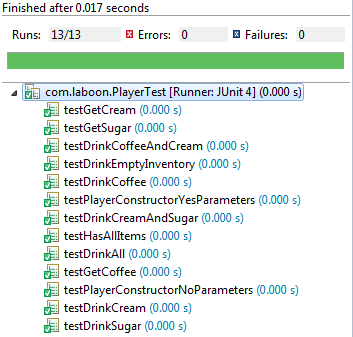 Finished after 0.017 seconds
Runs: 13/13 Errors: 0 Failures: 0
com.laboon.PlayerTest [Runner: JUnit 4] (0.000 s)
testGetCream (0.000 s)
testGetSugar (0.000 s)
testDrinkCoffeeAndCream (0.000 s)
testDrinkEmptyInventory (0.000 s)
testDrinkCoffee (0.000 s)
testPlayerConstructorYesParameters (0.000 s)
testDrinkCreamAndSugar (0.000 s)
testHasAllItems (0.000 s)
testDrinkAll (0.000 s)
testGetCoffee (0.000 s)
testPlayerConstructorNoParameters (0.000 s)
testDrinkCream (0.000 s)
testDrinkSugar (0.000 s)